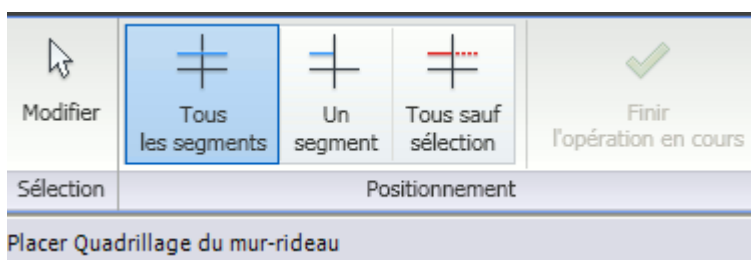 Modifier
Tous
les segments
Un
segment
Tous sauf
sélection
Finir
l'opération en cours
Sélection
Positionnement
Placer Quadrillage du mur-rideau